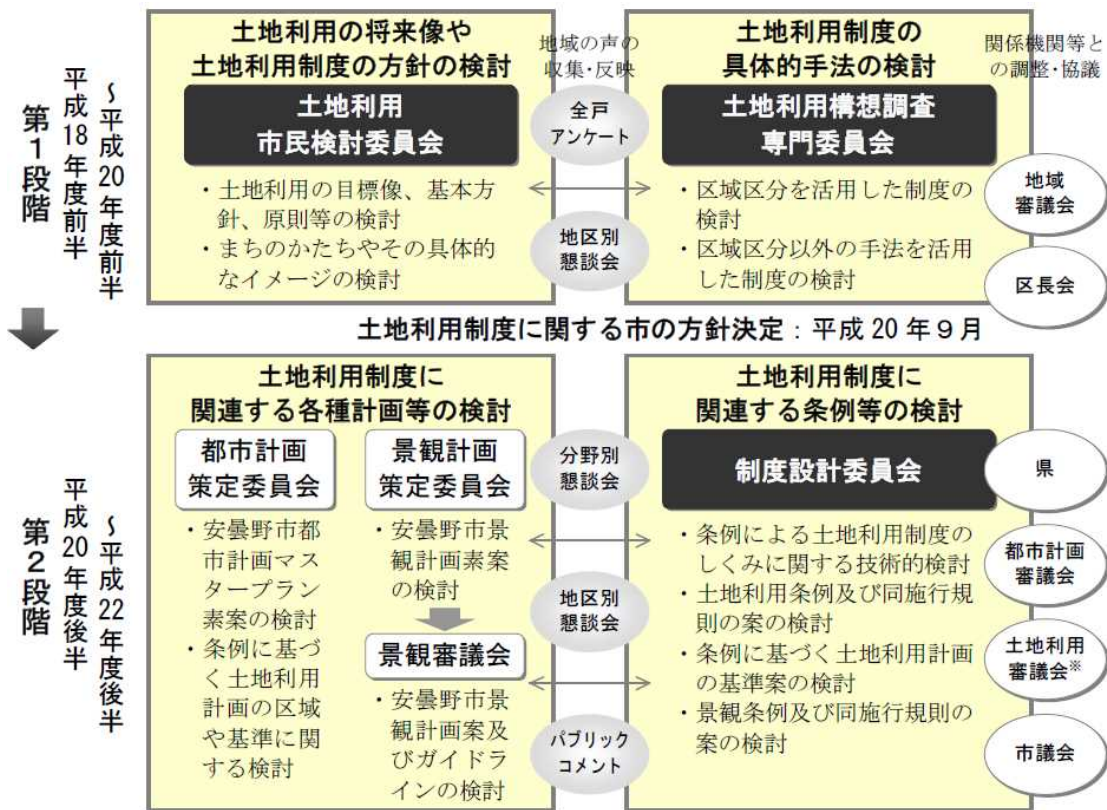 第1段階
平成18年度前半
～平成20年度前半
土地利用の将来像や
土地利用制度の方針の検討
土地利用
市民検討委員会
・土地利用の目標像、基本方
針、原則等の検討
・まちのかたちやその具体的
なイメージの検討
地域の声の
収集・反映
全戸
アンケート
地区別
懇談会
土地利用制度の
具体的手法の検討
土地利用構想調査
専門委員会
・区域区分を活用した制度の
検討
・区域区分以外の手法を活用
した制度の検討
関係機関等と
の調整・協議
地域
審議会
区長会
土地利用制度に関する市の方針決定：平成20年９月
第2段階
平成20年度後半
～平成22年度後半
土地利用制度に
関連する各種計画等の検討
都市計画
策定委員会
・安曇野市都
市計画マス
タープラン
素案の検討
・条例に基づ
く土地利用
計画の区域
や基準に関
する検討
景観計画
策定委員会
・安曇野市景
観計画素案
の検討
景観審議会
・安曇野市景
観計画案及
びガイドラ
インの検討
分野別
懇談会
地区別
懇談会
パブリック
コメント
土地利用制度に
関連する条例等の検討
制度設計委員会
・条例による土地利用制度の
しくみに関する技術的検討
・土地利用条例及び同施行規
則の案の検討
・条例に基づく土地利用計画
の基準案の検討
・景観条例及び同施行規則の
案の検討
県
都市計画
審議会
土地利用
審議会※
市議会